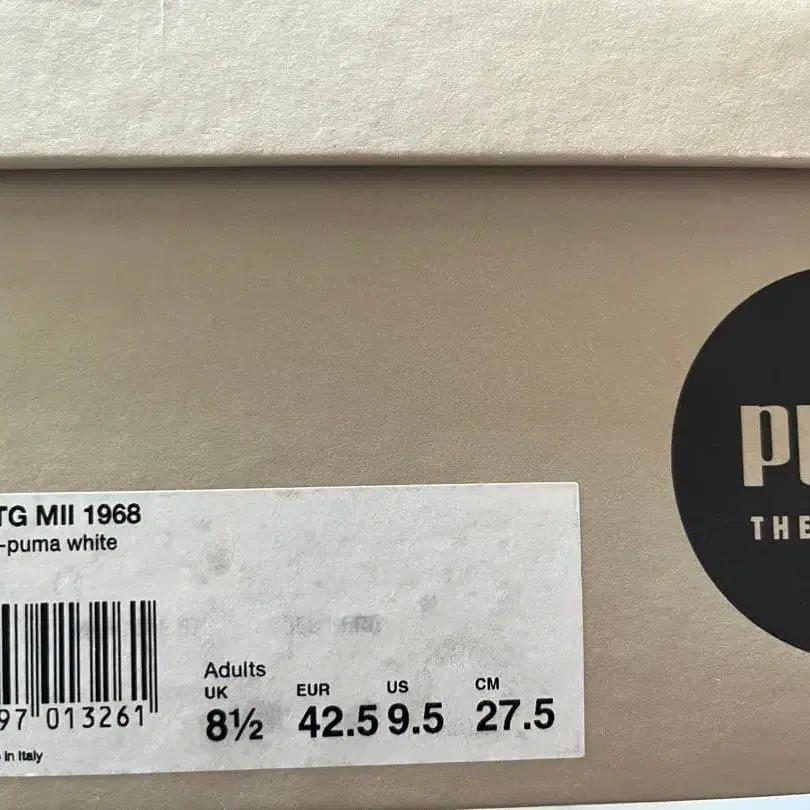 TG MII 1968
-puma white
97 013261
Adults
UK EUR US CM
8½ 42.5 9.5 27.5
in Italy
PU
THE